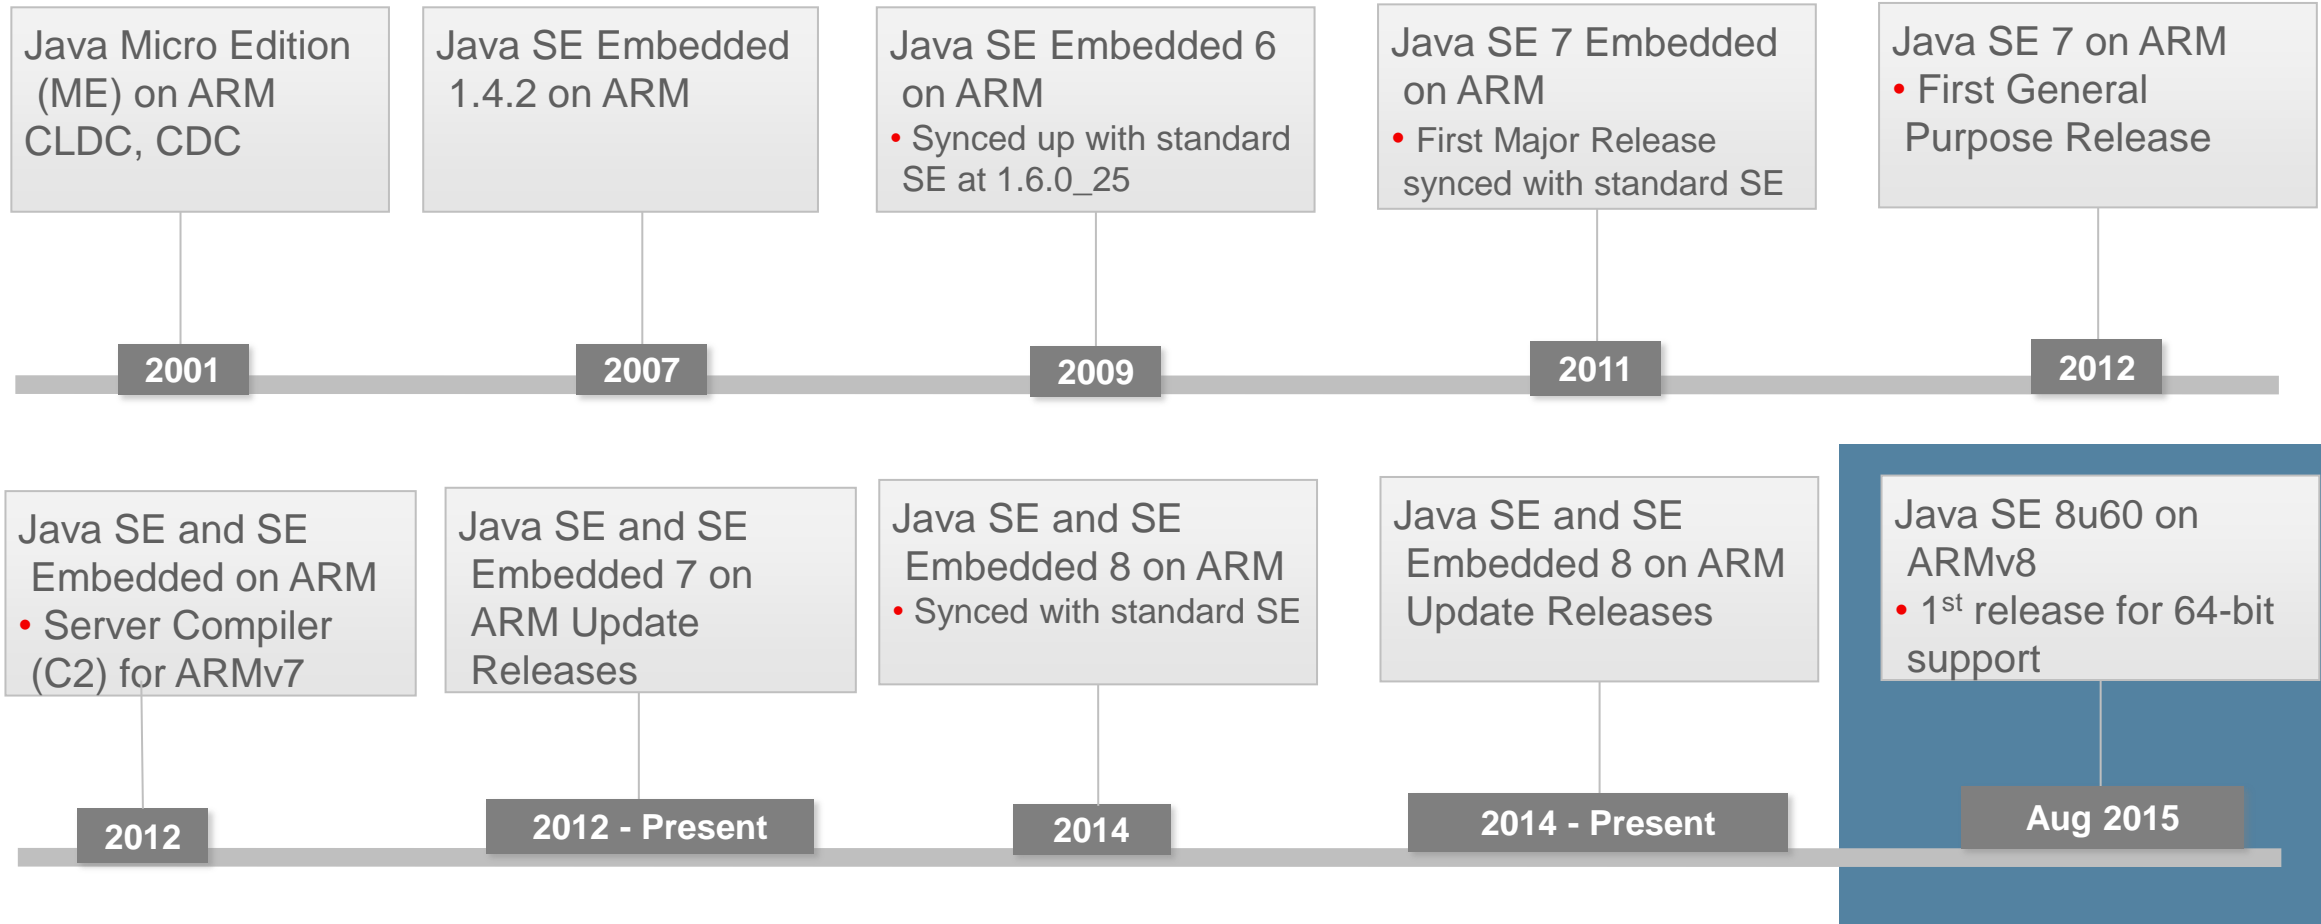 Java Micro Edition
(ME) on ARM
CLDC, CDC
Java SE Embedded
1.4.2 on ARM
Java SE Embedded 6
on ARM
• Synced up with standard
SE at 1.6.0_25
Java SE 7 Embedded
on ARM
• First Major Release
synced with standard SE
Java SE 7 on ARM
• First General
Purpose Release
2001
2007
2009
2011
2012
Java SE and SE
Embedded on ARM
• Server Compiler
(C2) for ARMv7
Java SE and SE
Embedded 7 on
ARM Update
Releases
Java SE and SE
Embedded 8 on ARM
• Synced with standard SE
Java SE and SE
Embedded 8 on ARM
Update Releases
Java SE 8u60 on
ARMv8
• 1st release for 64-bit
support
2012
2012 - Present
2014
2014 - Present
Aug 2015